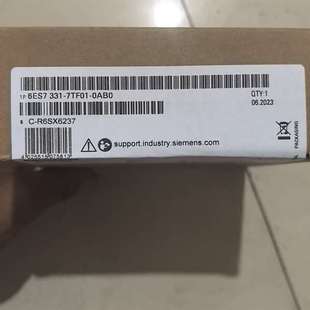 1P 6ES7 331-7TF01-0AB0
QTY:1
06.2023
S C-R6SX6237
support.industry.siemens.com
PACKAGING